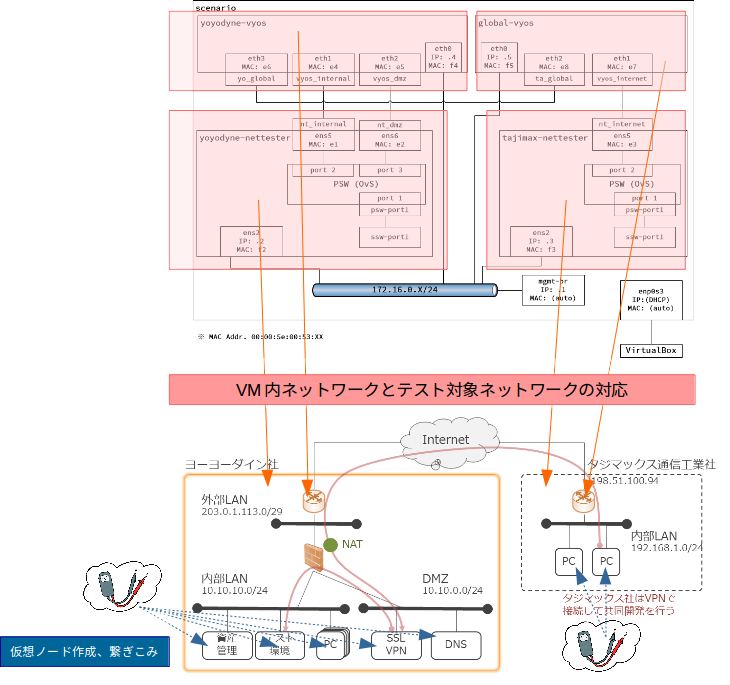 scenario
yoyodyne-vyos
global-vyos
eth3
MAC: e6
yo_global
eth1
MAC: e4
vyos_internal
eth2
MAC: e5
vyos_dmz
eth0
IP: .4
MAC: f4
eth0
IP: .5
MAC: f5
eth2
MAC: e8
ta_global
eth1
MAC: e7
vyos_internet
yoyodyne-nettester
nt_internal
ens5
MAC: e1
nt_dmz
ens6
MAC: e2
port 2
port 3
PSW (OvS)
port 1
psw-port1
ssw-port1
ens2
IP: .2
MAC: f2
tajimax-nettester
nt_internet
ens5
MAC: e3
port 2
PSW (OvS)
port 1
psw-port1
ssw-port1
ens2
IP: .3
MAC: f3
172.16.0.X/24
mgmt-br
IP: .1
MAC: (auto)
enp0s3
IP:(DHCP)
MAC: (auto)
VirtualBox
※ MAC Addr. 00:00:5e:00:53:XX
VM 内ネットワークとテスト対象ネットワークの対応
Internet
ヨーヨーダイン社
外部LAN
203.0.1.113.0/29
NAT
内部LAN
10.10.10.0/24
DMZ
10.10.0.0/24
資産
管理
テスト
環境
PC
SSL
VPN
DNS
タジマックス通信工業社
198.51.100.94
内部LAN
192.168.1.0/24
PC
PC
タジマックス社はVPNで
接続して共同開発を行う
仮想ノード作成、繋ぎこみ